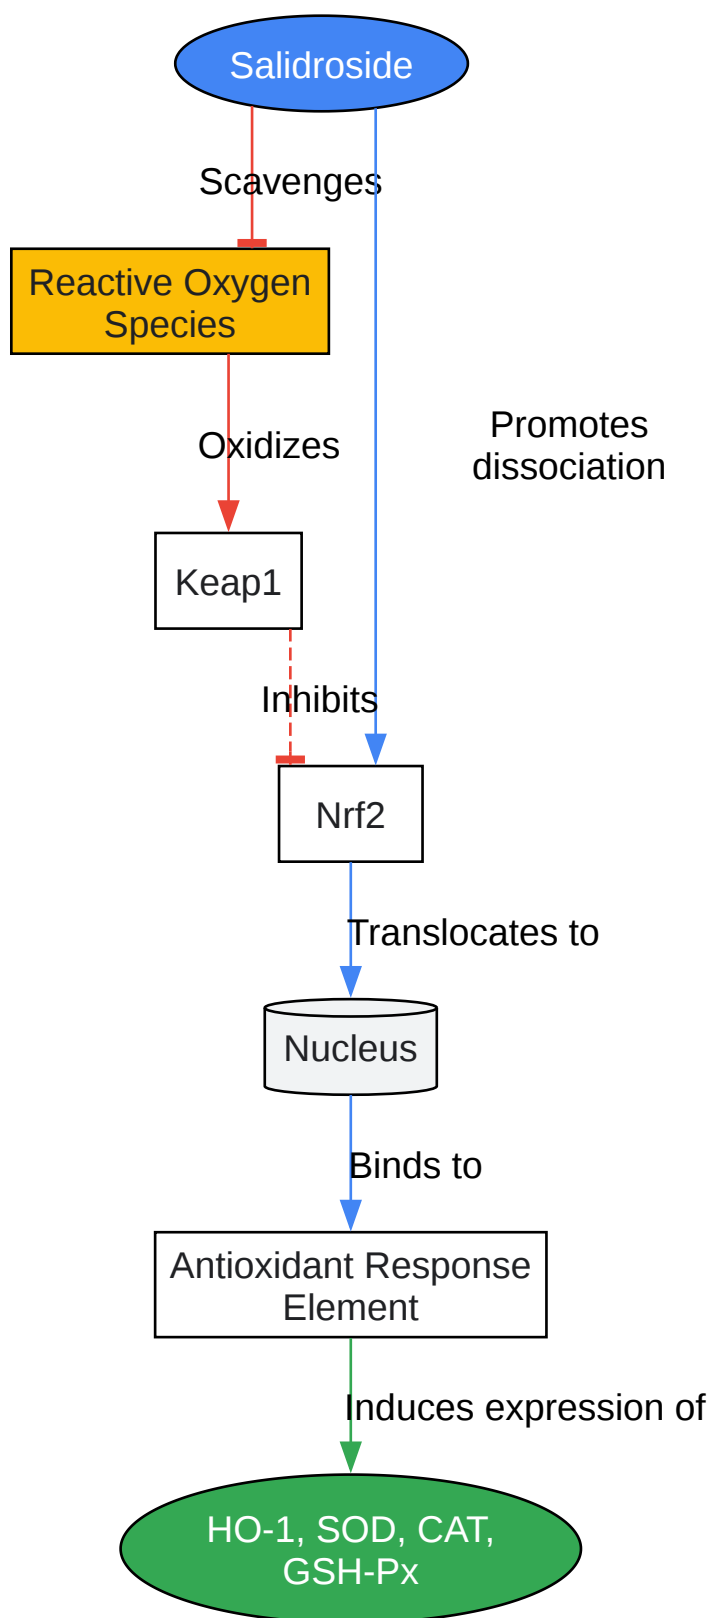 Salidroside
Scavenges
Reactive Oxygen
Species
Oxidizes
Promotes
dissociation
Keap1
Inhibits
Nrf2
Translocates to
Nucleus
Binds to
Antioxidant Response
Element
Induces expression of
HO-1, SOD, CAT,
GSH-Px